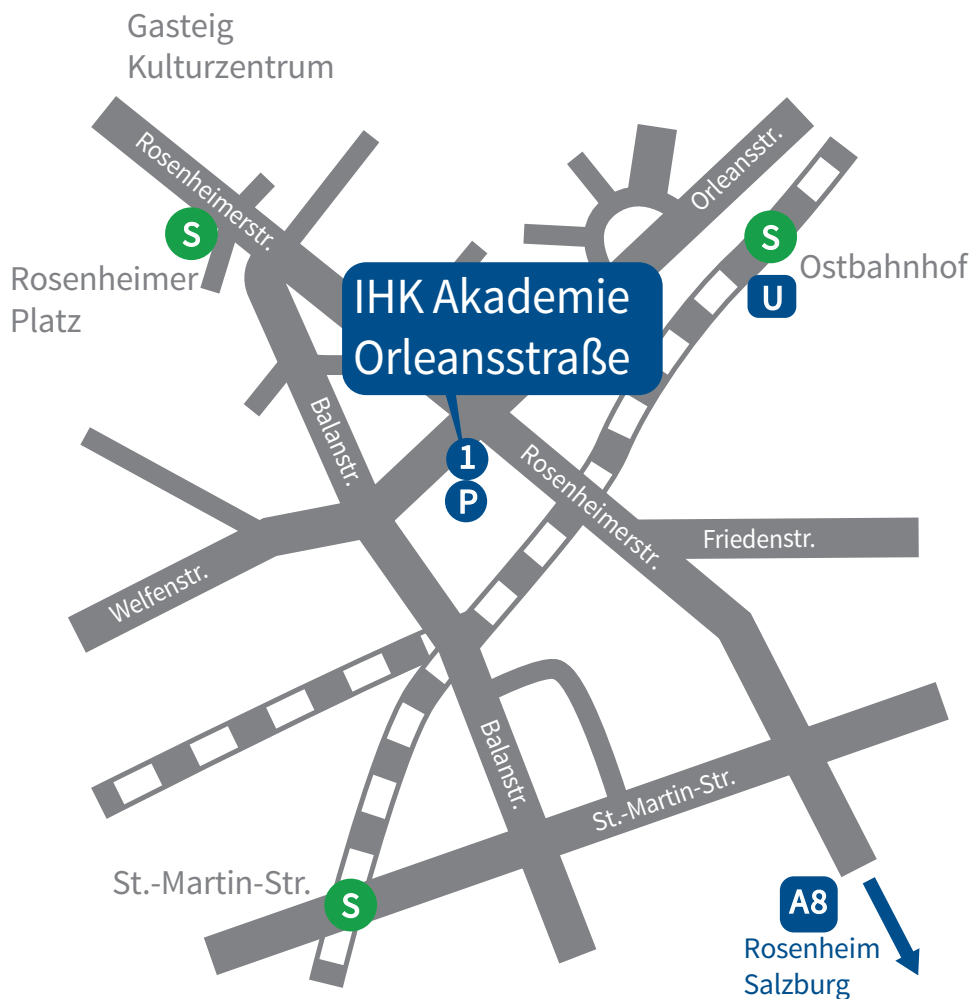 Gasteig
Kulturzentrum
Rosenheimerstr.
Orleansstr.
S
Rosenheimer
Platz
S
Ostbahnhof
U
IHK Akademie
Orleansstraße
Balanstr.
1
P
Rosenheimerstr.
Friedenstr.
Welfenstr.
Balanstr.
St.-Martin-Str.
St.-Martin-Str.
S
A8
Rosenheim
Salzburg